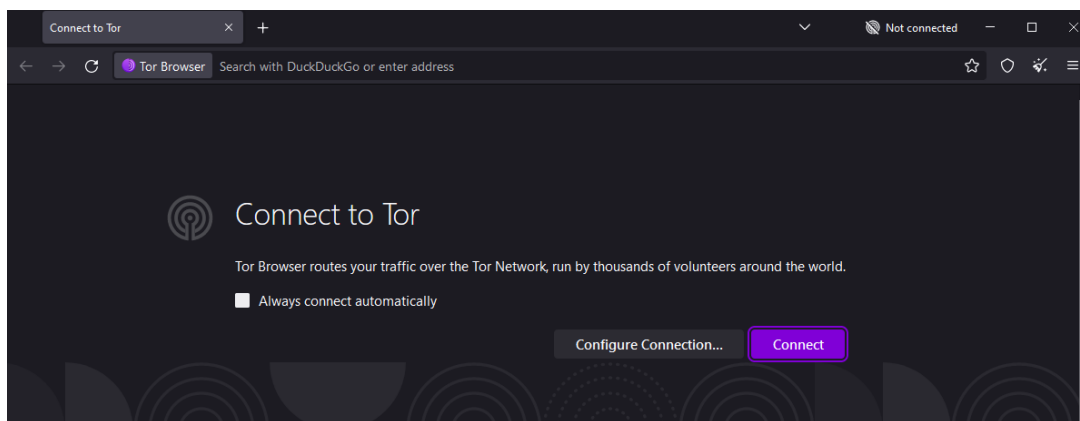 Connect to Tor
Not connected
Tor Browser Search with DuckDuckGo or enter address
Connect to Tor
Tor Browser routes your traffic over the Tor Network, run by thousands of volunteers around the world.
Always connect automatically
Configure Connection... Connect